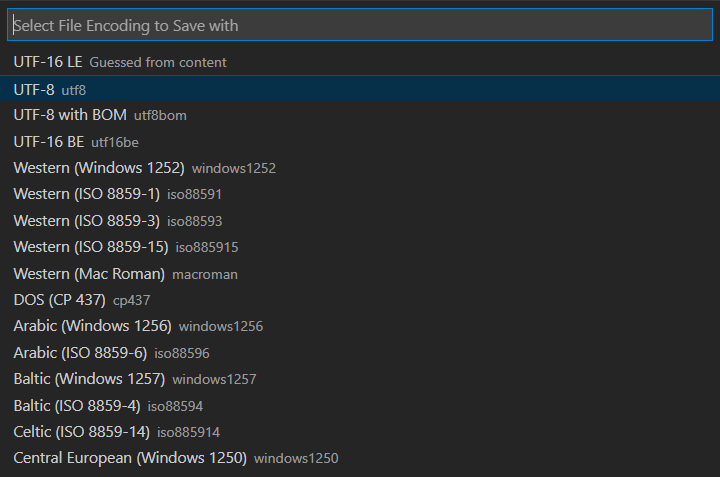 Select File Encoding to Save with
UTF-16 LE Guessed from content
UTF-8 utf8
UTF-8 with BOM utf8bom
UTF-16 BE utf16be
Western (Windows 1252) windows1252
Western (ISO 8859-1) iso88591
Western (ISO 8859-3) iso88593
Western (ISO 8859-15) iso885915
Western (Mac Roman) macroman
DOS (CP 437) cp437
Arabic (Windows 1256) windows1256
Arabic (ISO 8859-6) iso88596
Baltic (Windows 1257) windows1257
Baltic (ISO 8859-4) iso88594
Celtic (ISO 8859-14) iso885914
Central European (Windows 1250) windows1250